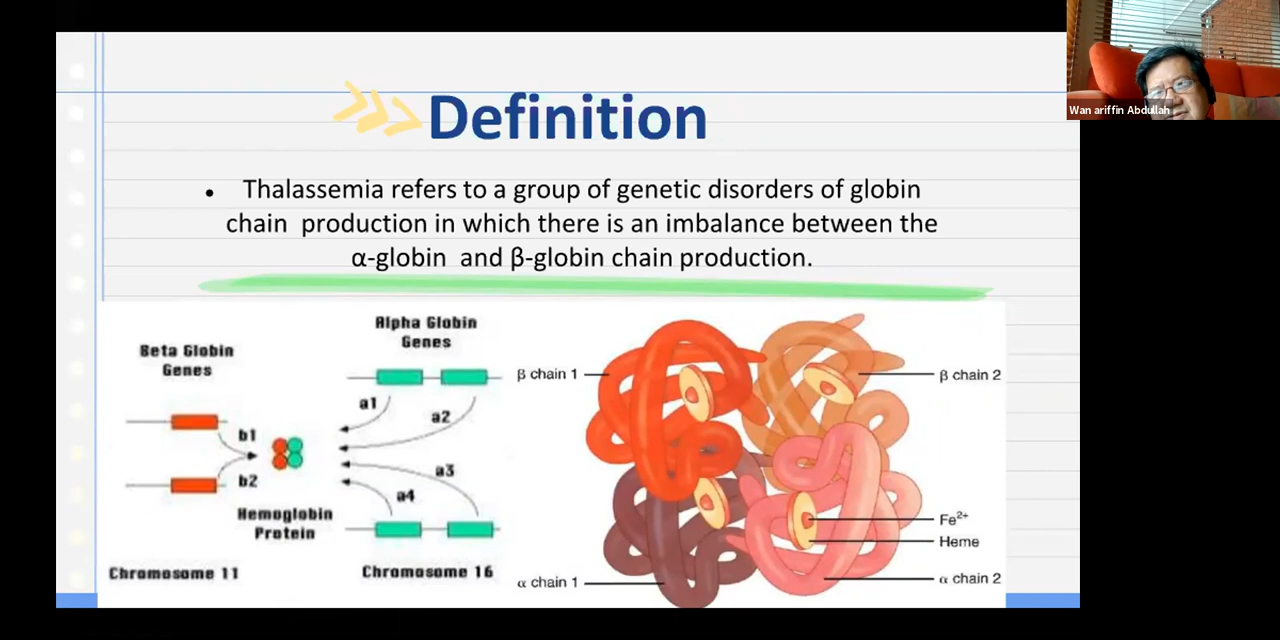 Wan ariffin Abdullah
Definition
• Thalassemia refers to a group of genetic disorders of globin
chain production in which there is an imbalance between the
α-globin and β-globin chain production.
Beta Globin
Genes
b1
b2
Hemoglobin
Protein
Chromosome 11
Alpha Globin
Genes
a1
a2
a3
a4
Chromosome 16
β chain 1
β chain 2
Fe²⁺
Heme
α chain 1
α chain 2